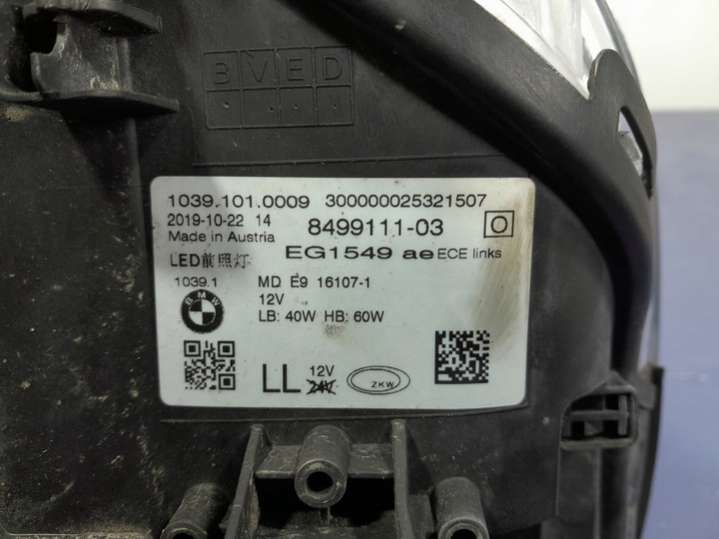 BVED
1039.101.0009 300000025321507
2019-10-22 14 8499111-03 O
Made in Austria EG1549 ae ECE links
LED前照灯
1039.1 MD E9 16107-1
BMW 12V
LB: 40W HB: 60W
LL 12V 24V ZKW